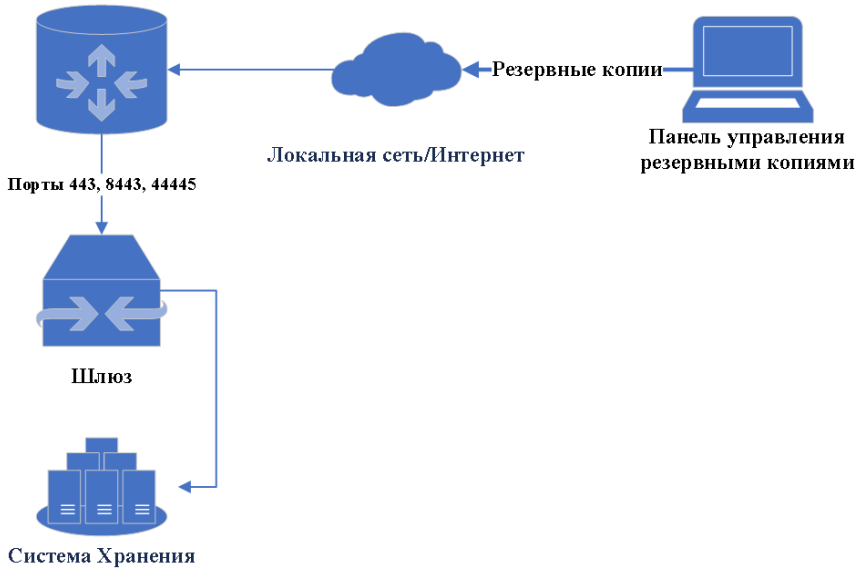 Резервные копии
Панель управления
резервными копиями
Локальная сеть/Интернет
Порты 443, 8443, 44445
Шлюз
Система Хранения